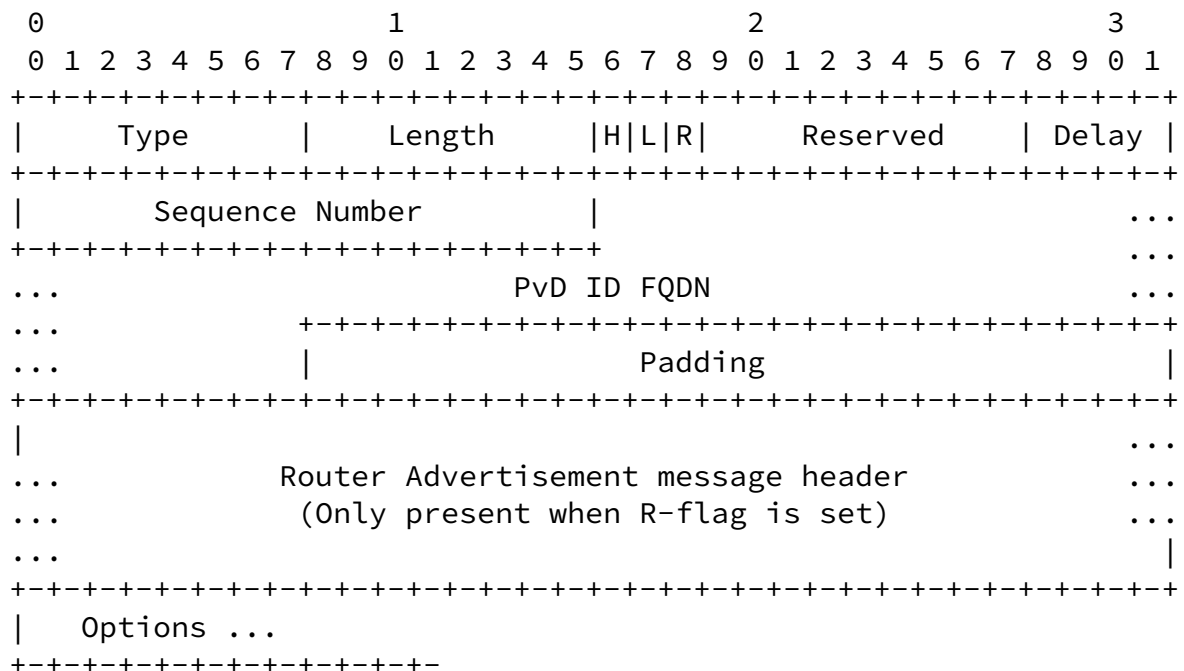 0                   1                   2                   3
 0 1 2 3 4 5 6 7 8 9 0 1 2 3 4 5 6 7 8 9 0 1 2 3 4 5 6 7 8 9 0 1
+-+-+-+-+-+-+-+-+-+-+-+-+-+-+-+-+-+-+-+-+-+-+-+-+-+-+-+-+-+-+-+-+
|     Type      |    Length     |H|L|R|     Reserved    | Delay |
+-+-+-+-+-+-+-+-+-+-+-+-+-+-+-+-+-+-+-+-+-+-+-+-+-+-+-+-+-+-+-+-+
|       Sequence Number         |                             ...
+-+-+-+-+-+-+-+-+-+-+-+-+-+-+-+-+                             ...
...                         PvD ID FQDN                       ...
...             +-+-+-+-+-+-+-+-+-+-+-+-+-+-+-+-+-+-+-+-+-+-+-+-+
...             |                  Padding                      |
+-+-+-+-+-+-+-+-+-+-+-+-+-+-+-+-+-+-+-+-+-+-+-+-+-+-+-+-+-+-+-+-+
|                                                             ...
...            Router Advertisement message header            ...
...             (Only present when R-flag is set)             ...
...                                                             |
+-+-+-+-+-+-+-+-+-+-+-+-+-+-+-+-+-+-+-+-+-+-+-+-+-+-+-+-+-+-+-+-+
|   Options ...
+-+-+-+-+-+-+-+-+-+-+-+-